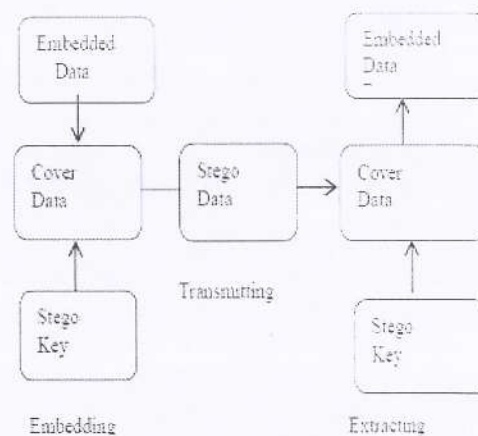 Embedded
Data
Embedded
Data
Cover
Data
Stego
Data
Cover
Data
Transmitting
Stego
Key
Stego
Key
Embedding
Extracting